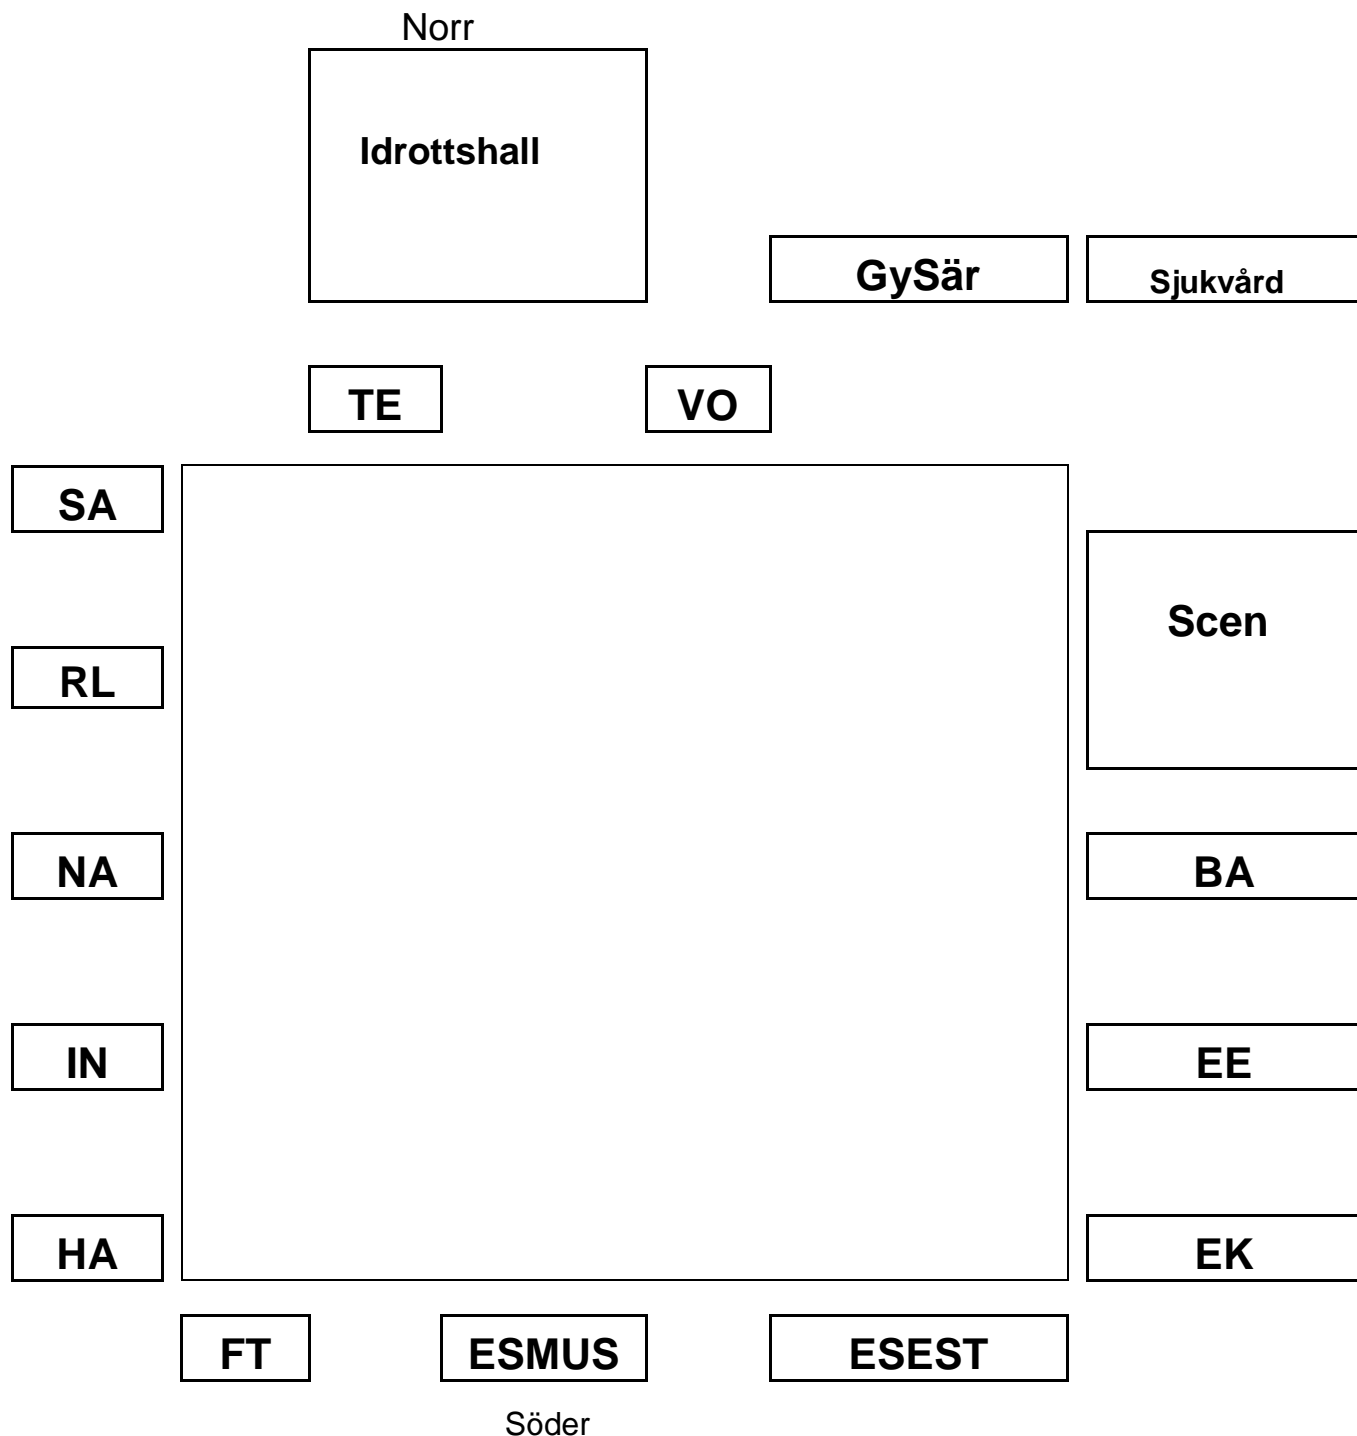 Norr
Idrottshall
GySär
Sjukvård
TE
VO
SA
Scen
RL
NA
BA
IN
EE
HA
EK
FT
ESMUS
ESEST
Söder